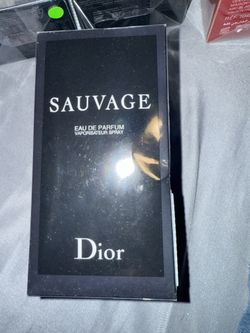 SAUVAGE
EAU DE PARFUM
VAPORISATEUR SPRAY
Dior